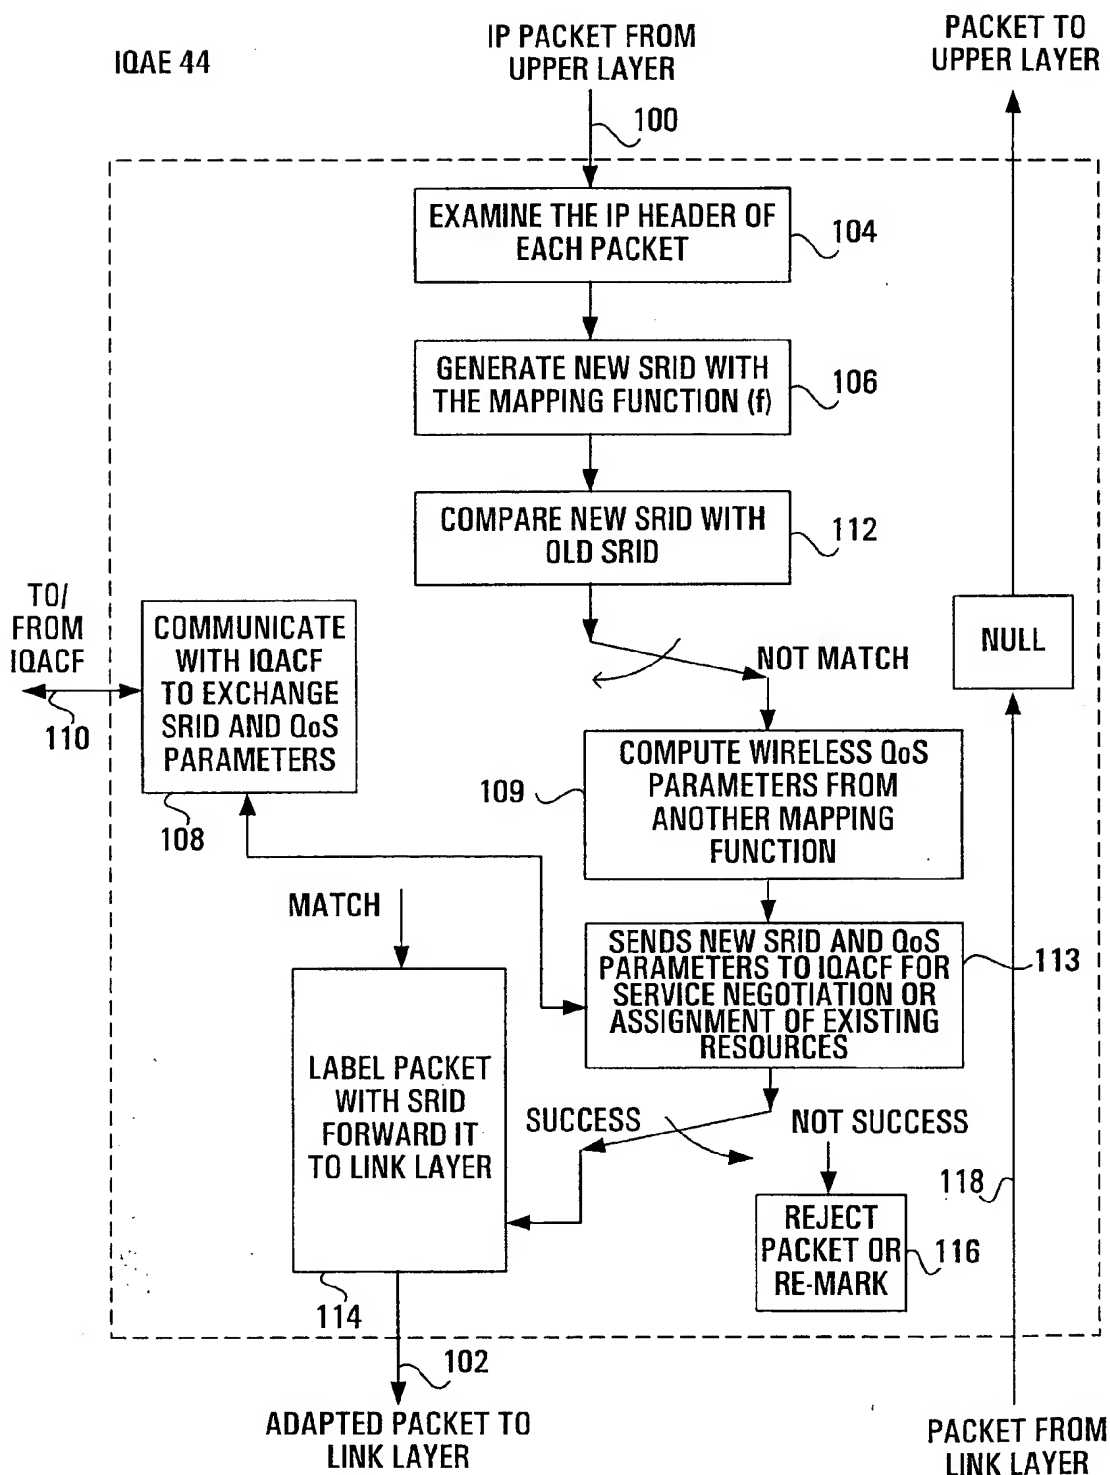 IQAE 44
IP PACKET FROM
UPPER LAYER
PACKET TO
UPPER LAYER
100
EXAMINE THE IP HEADER OF
EACH PACKET
104
GENERATE NEW SRID WITH
THE MAPPING FUNCTION (f)
106
COMPARE NEW SRID WITH
OLD SRID
112
TO/
FROM
IQACF
110
COMMUNICATE
WITH IQACF
TO EXCHANGE
SRID AND QoS
PARAMETERS
108
NOT MATCH
NULL
COMPUTE WIRELESS QoS
PARAMETERS FROM
ANOTHER MAPPING
FUNCTION
109
MATCH
SENDS NEW SRID AND QoS
PARAMETERS TO IQACF FOR
SERVICE NEGOTIATION OR
ASSIGNMENT OF EXISTING
RESOURCES
113
LABEL PACKET
WITH SRID
FORWARD IT
TO LINK LAYER
114
SUCCESS
NOT SUCCESS
REJECT
PACKET OR
RE-MARK
116
118
102
ADAPTED PACKET TO
LINK LAYER
PACKET FROM
LINK LAYER